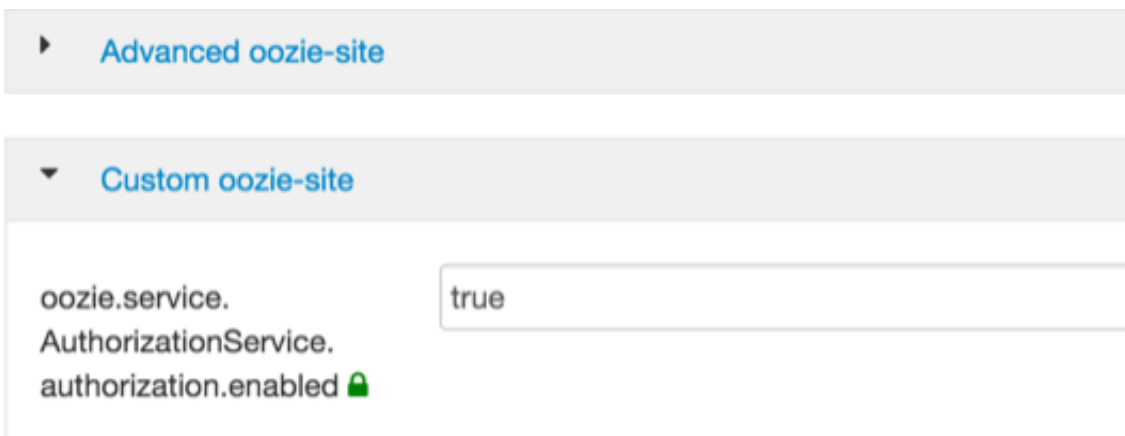 Advanced oozie-site
Custom oozie-site
oozie.service.
AuthorizationService.
authorization.enabled
true